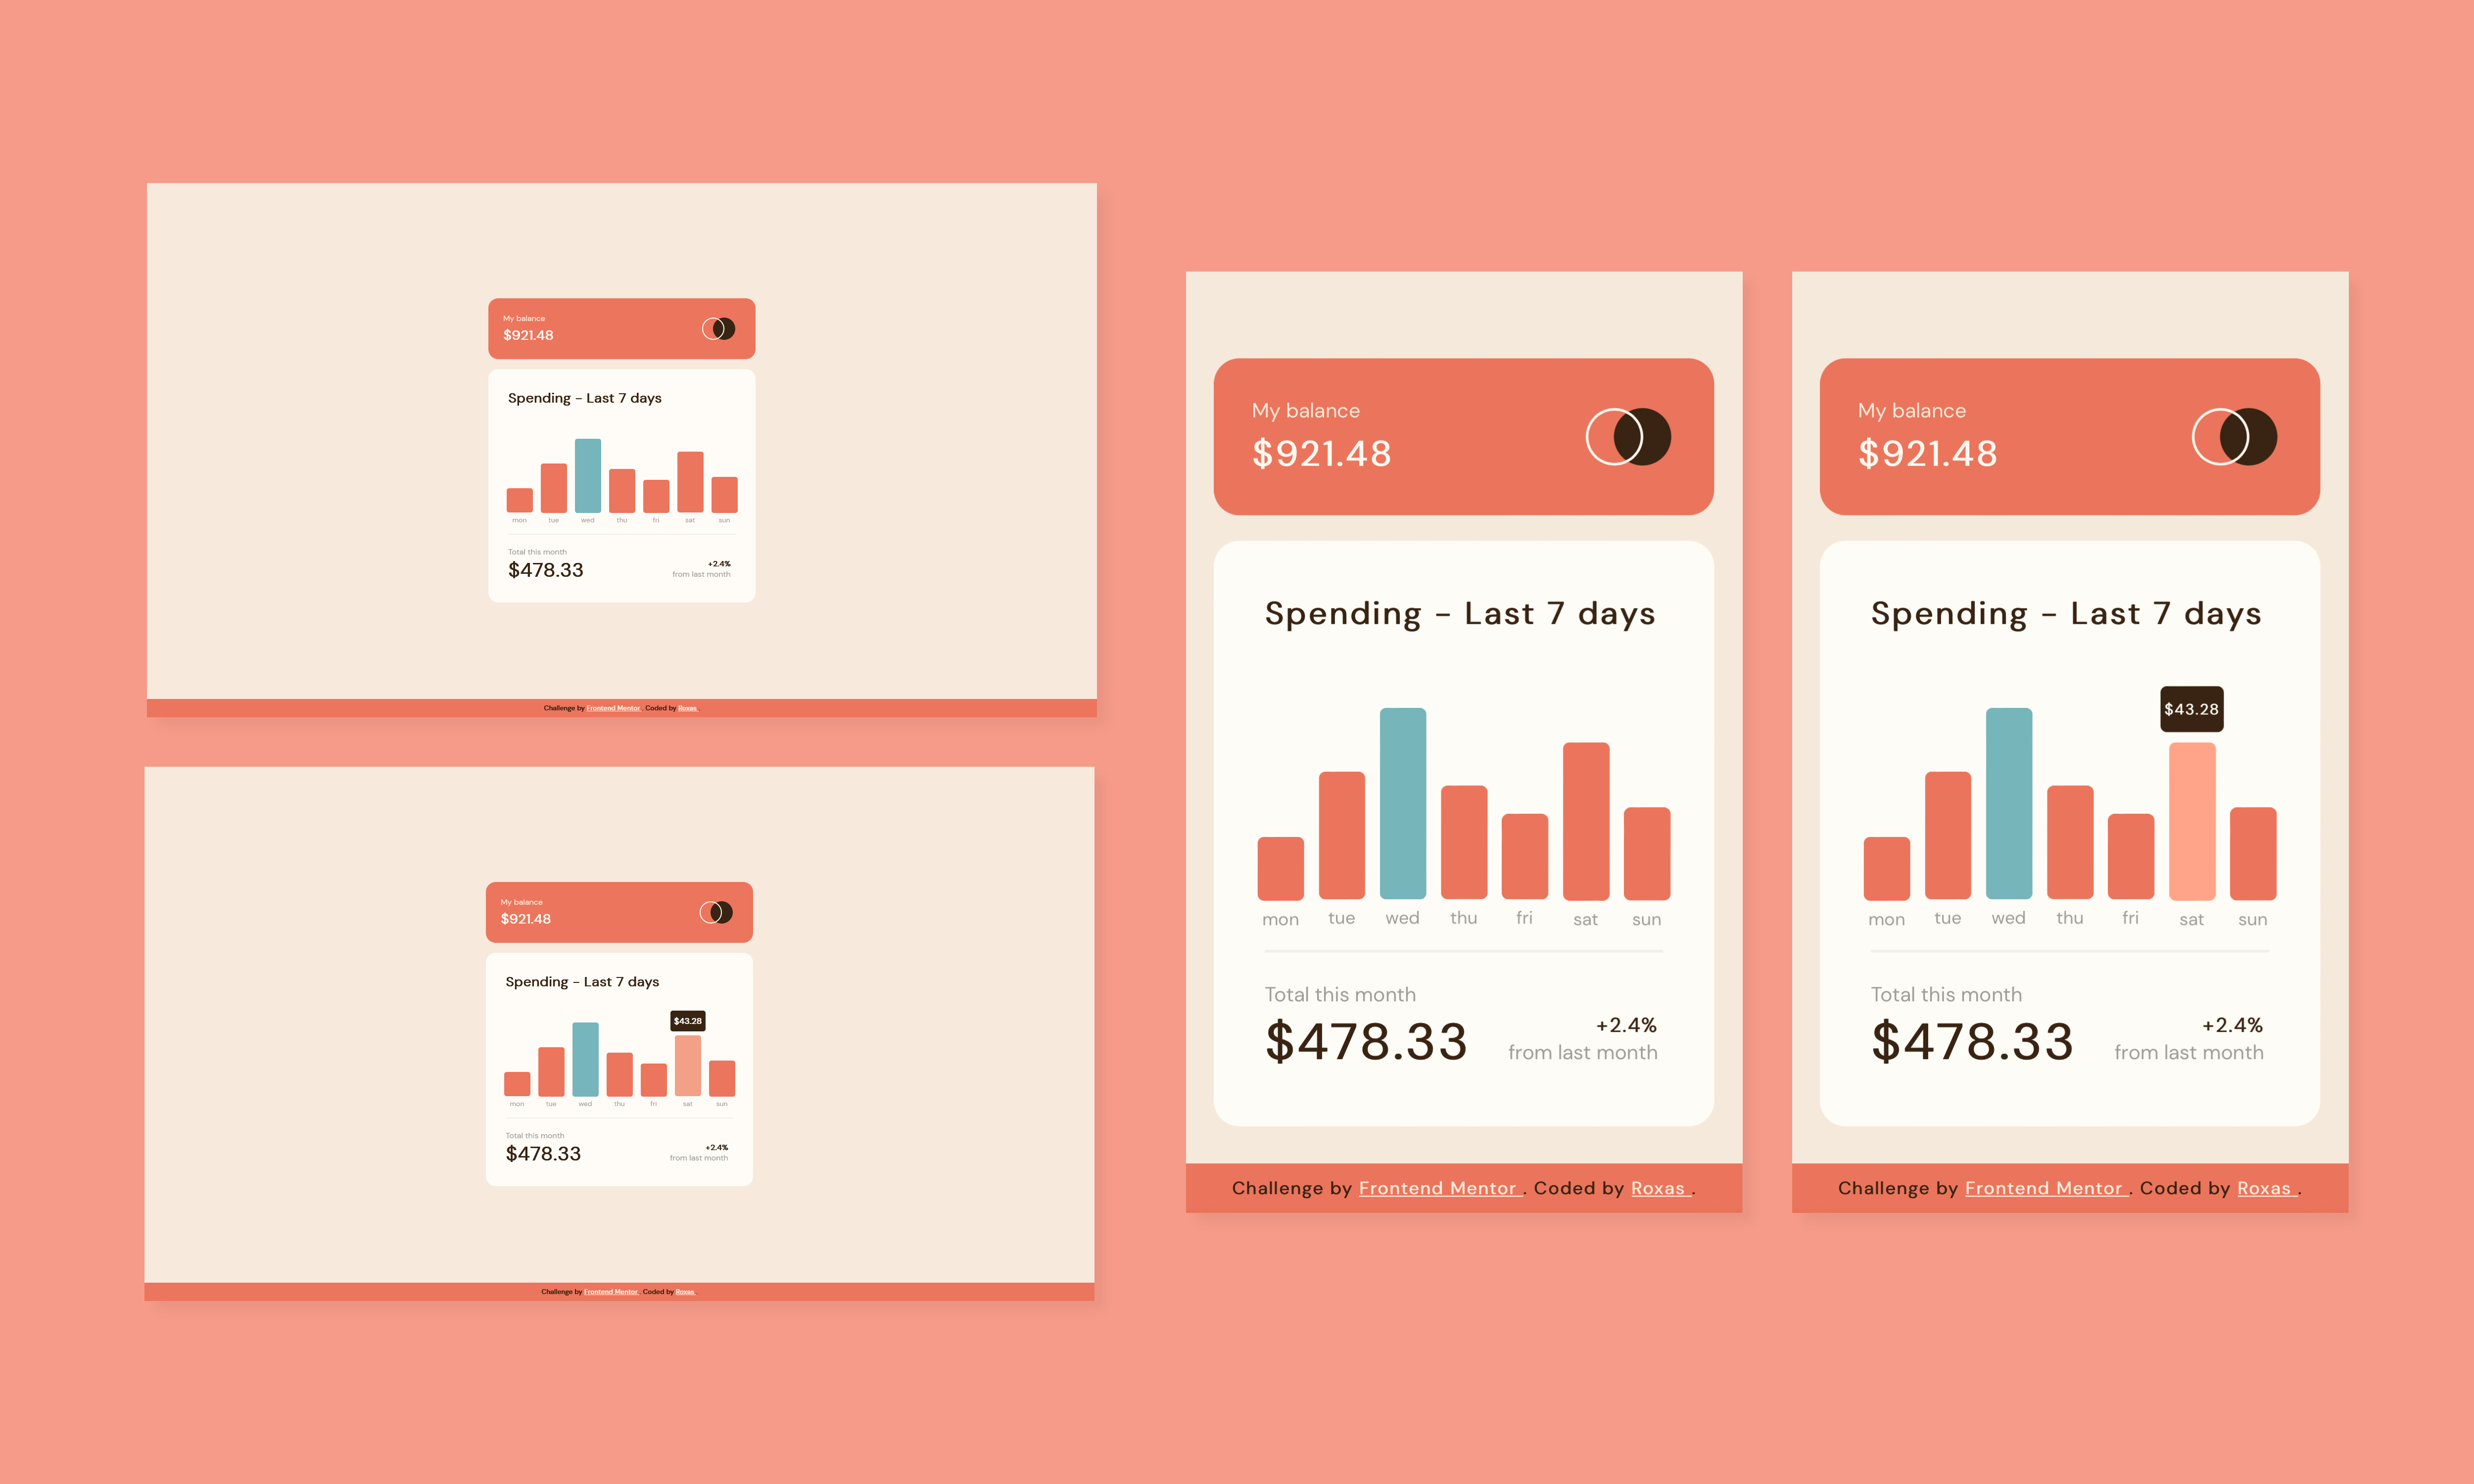 My balance
$921.48
Spending - Last 7 days
mon tue wed thu fri sat sun
Total this month
$478.33
+2.4%
from last month
Challenge by Frontend Mentor . Coded by Roxas .
My balance
$921.48
Spending - Last 7 days
$43.28
mon tue wed thu fri sat sun
Total this month
$478.33
+2.4%
from last month
Challenge by Frontend Mentor . Coded by Roxas .
My balance
$921.48
Spending - Last 7 days
mon tue wed thu fri sat sun
Total this month
$478.33
+2.4%
from last month
Challenge by Frontend Mentor . Coded by Roxas .
My balance
$921.48
Spending - Last 7 days
$43.28
mon tue wed thu fri sat sun
Total this month
$478.33
+2.4%
from last month
Challenge by Frontend Mentor . Coded by Roxas .